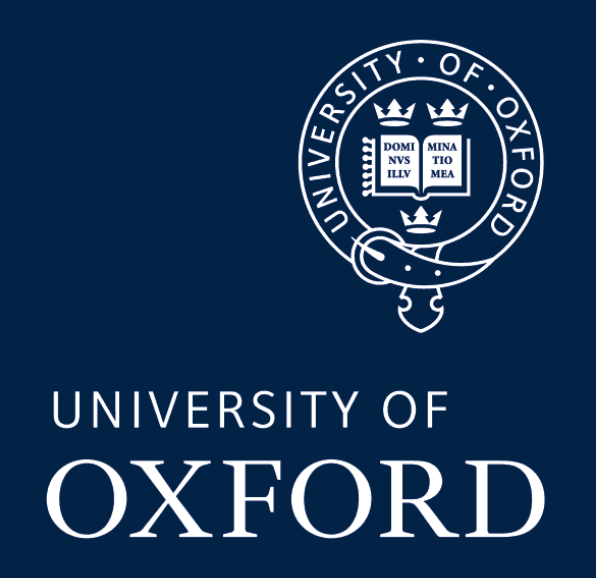 UNIVERSITY · OF · OXFORD
DOMI
NVS
ILLV
MINA
TIO
MEA
UNIVERSITY OF
OXFORD